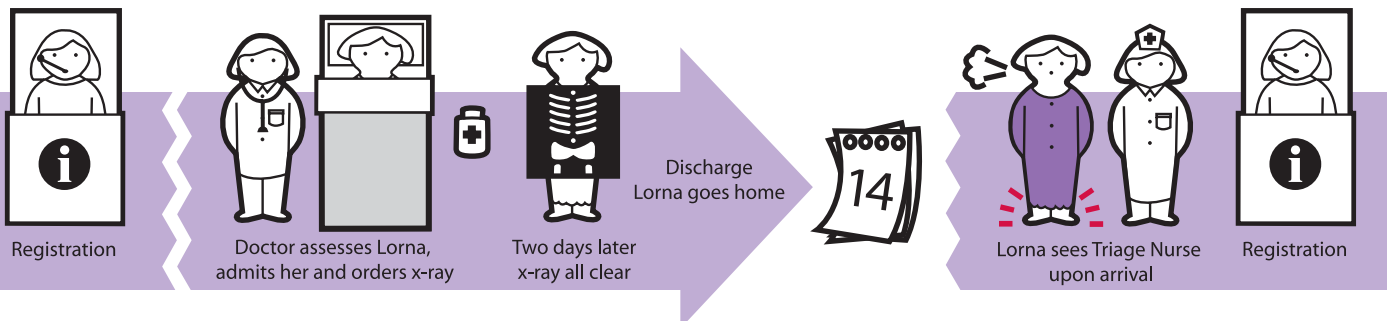 i
Registration
Doctor assesses Lorna,
admits her and orders x-ray
Two days later
x-ray all clear
Discharge
Lorna goes home
14
Lorna sees Triage Nurse
upon arrival
i
Registration